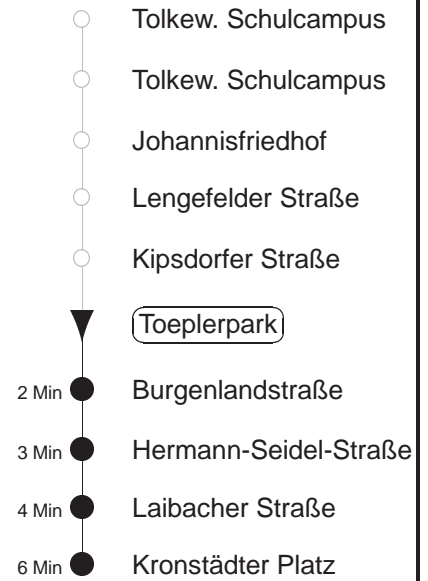 Tolkew. Schulcampus
Tolkew. Schulcampus
Johannisfriedhof
Lengefelder Straße
Kipsdorfer Straße
Toeplerpark
2 Min Burgenlandstraße
3 Min Hermann-Seidel-Straße
4 Min Laibacher Straße
6 Min Kronstädter Platz